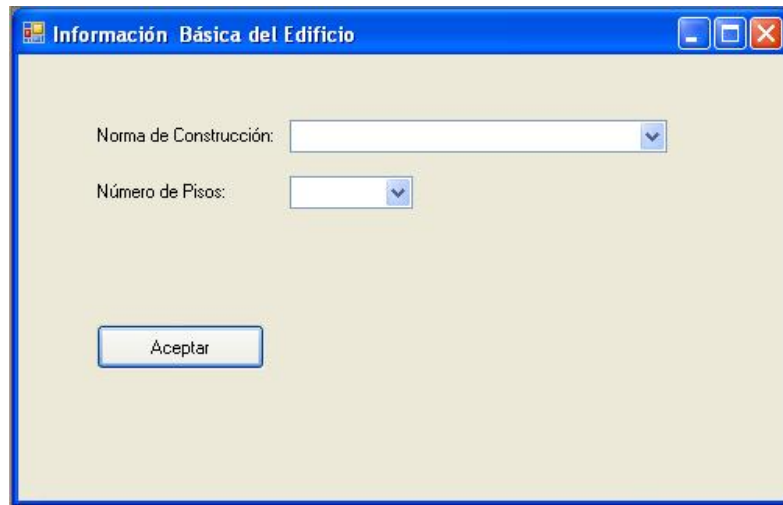 Información Básica del Edificio
Norma de Construcción:
Número de Pisos:
Aceptar